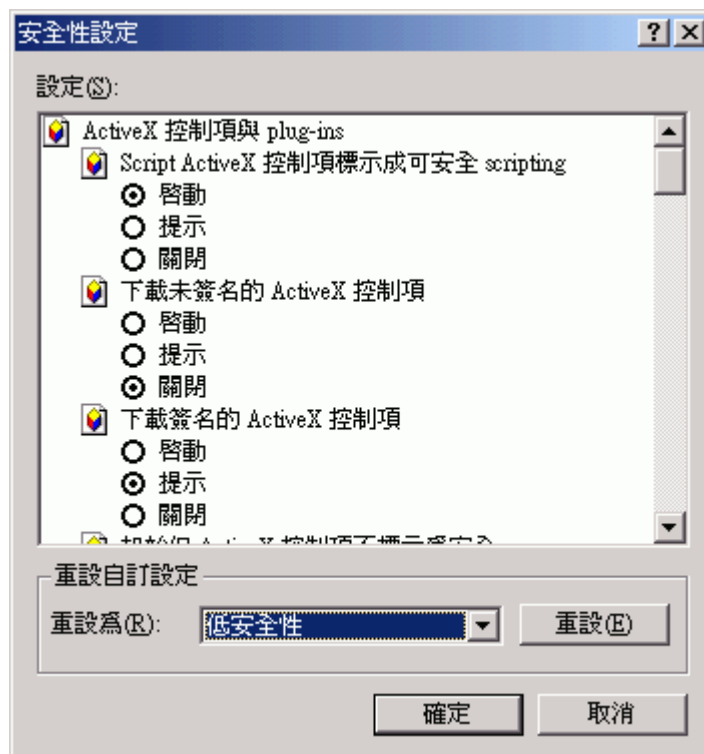 安全性設定
設定(S):
ActiveX 控制項與 plug-ins
Script ActiveX 控制項標示成可安全 scripting
啓動
提示
關閉
下載未簽名的 ActiveX 控制項
啓動
提示
關閉
下載簽名的 ActiveX 控制項
啓動
提示
關閉
重設自訂設定
重設爲(R): 低安全性 重設(E)
確定 取消